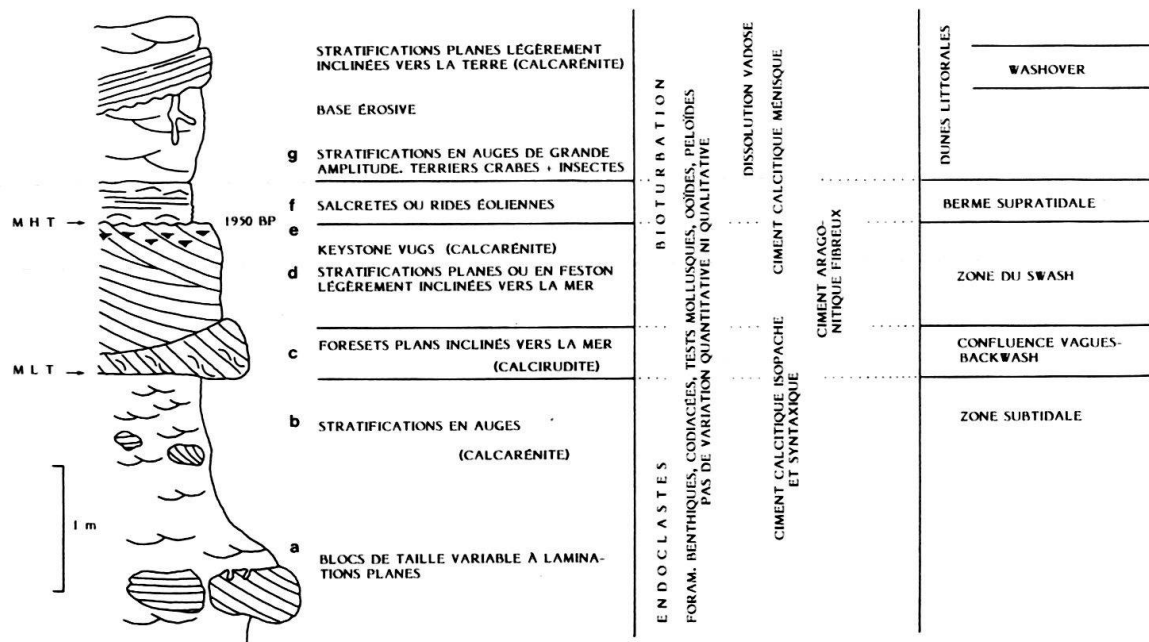 STRATIFICATIONS PLANES LÉGÈREMENT
INCLINÉES VERS LA TERRE (CALCARÉNITE)
BASE ÉROSIVE
g STRATIFICATIONS EN AUGES DE GRANDE
AMPLITUDE. TERRIERS CRABES + INSECTES
f SALCRETES OU RIDES ÉOLIENNES
MHT → 1950 BP
e
KEYSTONE VUGS (CALCARÉNITE)
d STRATIFICATIONS PLANES OU EN FESTON
LÉGÈREMENT INCLINÉES VERS LA MER
c FORESETS PLANS INCLINÉS VERS LA MER
(CALCIRUDITE)
MLT →
b STRATIFICATIONS EN AUGES
(CALCARÉNITE)
1 m
a
BLOCS DE TAILLE VARIABLE À LAMINA-
TIONS PLANES
BIOTURBATION
ENDOCLASTES
FORAM. BENTHIQUES, CODIACÉES, TESTS MOLLUSQUES, OOÏDES, PELOÏDES
PAS DE VARIATION QUANTITATIVE NI QUALITATIVE
DISSOLUTION VADOSE
CIMENT CALCITIQUE MÉNISQUE
CIMENT CALCITIQUE ISOPACHE
ET SYNTAXIQUE
CIMENT ARAGO-
NITIQUE FIBREUX
DUNES LITTORALES
WASHOVER
BERME SUPRATIDALE
ZONE DU SWASH
CONFLUENCE VAGUES-
BACKWASH
ZONE SUBTIDALE